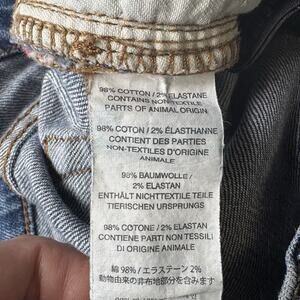 98% COTTON / 2% ELASTANE
CONTAINS NON-TEXTILE
PARTS OF ANIMAL ORIGIN
98% COTON / 2% ÉLASTHANNE
CONTIENT DES PARTIES
NON-TEXTILES D'ORIGINE
ANIMALE
98% BAUMWOLLE /
2% ELASTAN
ENTHÄLT NICHTTEXTILE TEILE
TIERISCHEN URSPRUNGS
98% COTONE / 2% ELASTAN
CONTIENE PARTI NON TESSILI
DI ORIGINE ANIMALE
綿 98% / エラステーン 2%
動物由来の非布地部分を含みます